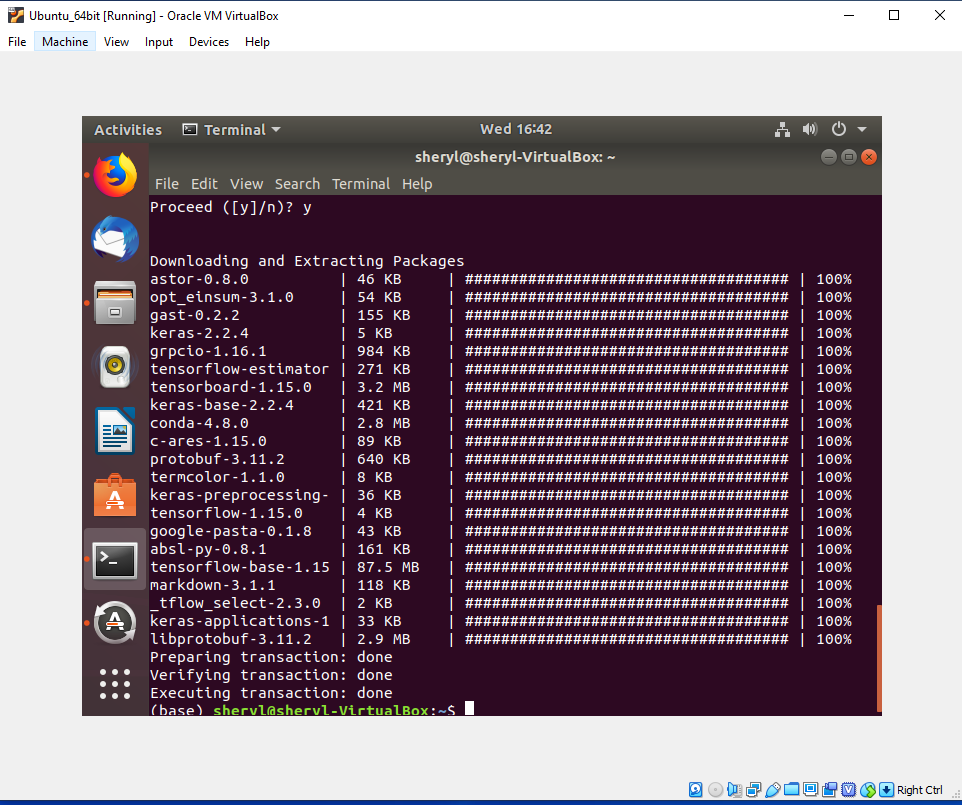 Ubuntu_64bit [Running] - Oracle VM VirtualBox
File Machine View Input Devices Help
Activities Terminal Wed 16:42
sheryl@sheryl-VirtualBox: ~
File Edit View Search Terminal Help
Proceed ([y]/n)? y
Downloading and Extracting Packages
astor-0.8.0 | 46 KB | #################################### | 100%
opt_einsum-3.1.0 | 54 KB | #################################### | 100%
gast-0.2.2 | 155 KB | #################################### | 100%
keras-2.2.4 | 5 KB | #################################### | 100%
grpcio-1.16.1 | 984 KB | #################################### | 100%
tensorflow-estimator | 271 KB | #################################### | 100%
tensorboard-1.15.0 | 3.2 MB | #################################### | 100%
keras-base-2.2.4 | 421 KB | #################################### | 100%
conda-4.8.0 | 2.8 MB | #################################### | 100%
c-ares-1.15.0 | 89 KB | #################################### | 100%
protobuf-3.11.2 | 640 KB | #################################### | 100%
termcolor-1.1.0 | 8 KB | #################################### | 100%
keras-preprocessing- | 36 KB | #################################### | 100%
tensorflow-1.15.0 | 4 KB | #################################### | 100%
google-pasta-0.1.8 | 43 KB | #################################### | 100%
absl-py-0.8.1 | 161 KB | #################################### | 100%
tensorflow-base-1.15 | 87.5 MB | #################################### | 100%
markdown-3.1.1 | 118 KB | #################################### | 100%
_tflow_select-2.3.0 | 2 KB | #################################### | 100%
keras-applications-1 | 33 KB | #################################### | 100%
libprotobuf-3.11.2 | 2.9 MB | #################################### | 100%
Preparing transaction: done
Verifying transaction: done
Executing transaction: done
(base) sheryl@sheryl-VirtualBox:~$
Right Ctrl